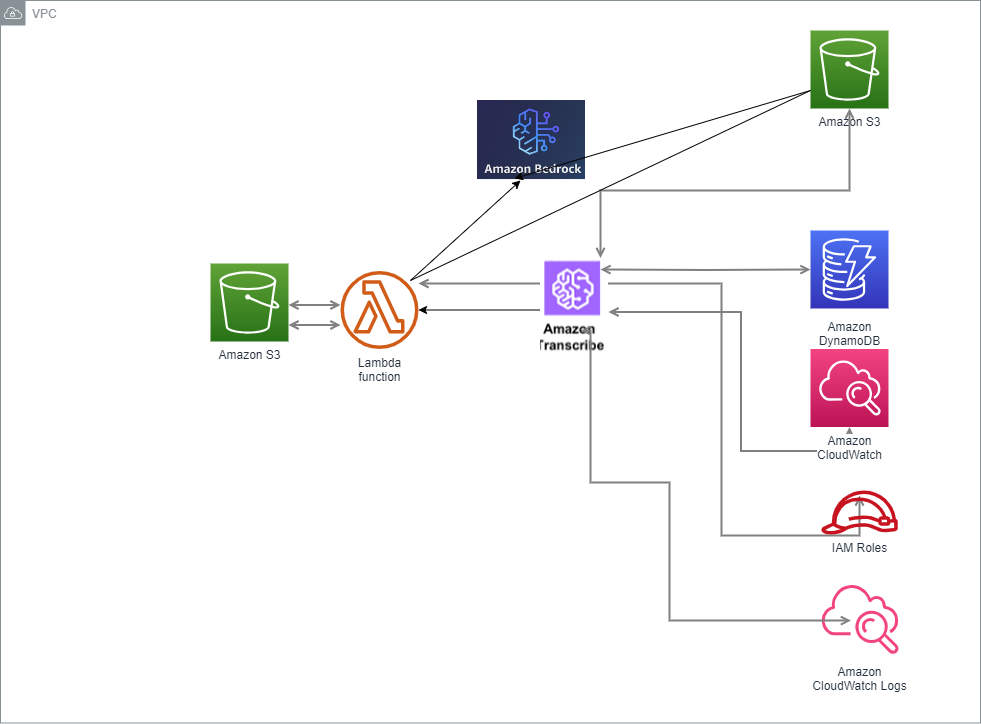 VPC
Amazon S3
Amazon Bedrock
Amazon S3
Lambda
function
Amazon
Transcribe
Amazon
DynamoDB
Amazon
CloudWatch
IAM Roles
Amazon
CloudWatch Logs